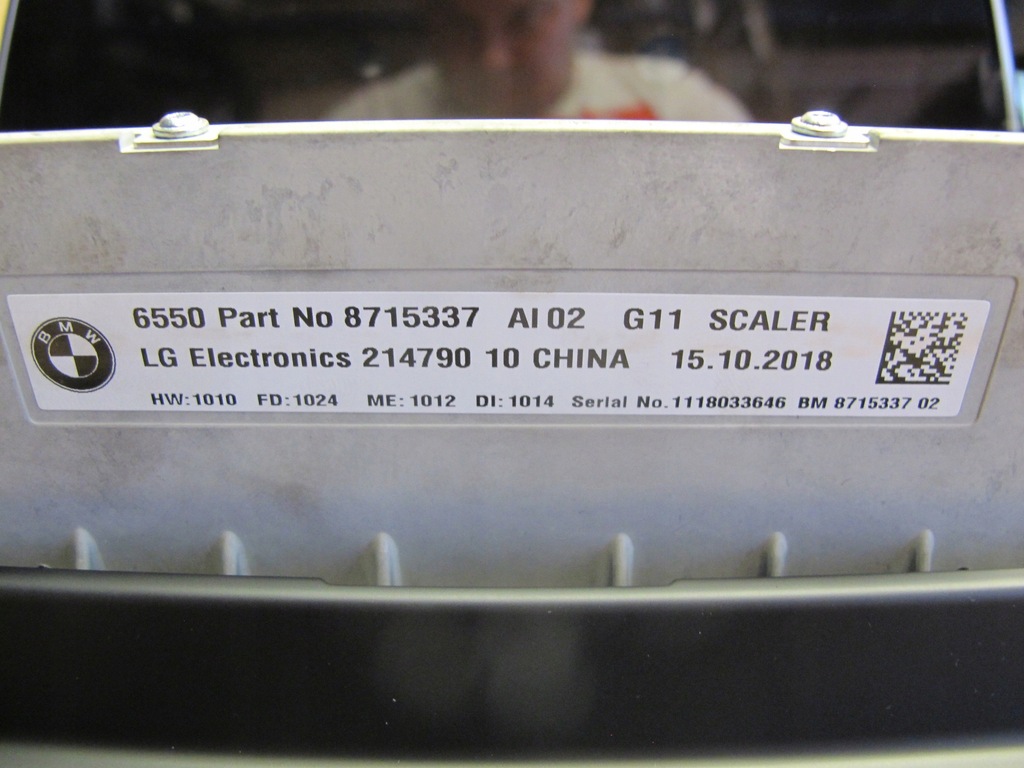 BMW
6550 Part No 8715337 AI 02 G11 SCALER
LG Electronics 214790 10 CHINA 15.10.2018
HW:1010 FD:1024 ME:1012 DI:1014 Serial No.1118033646 BM 8715337 02